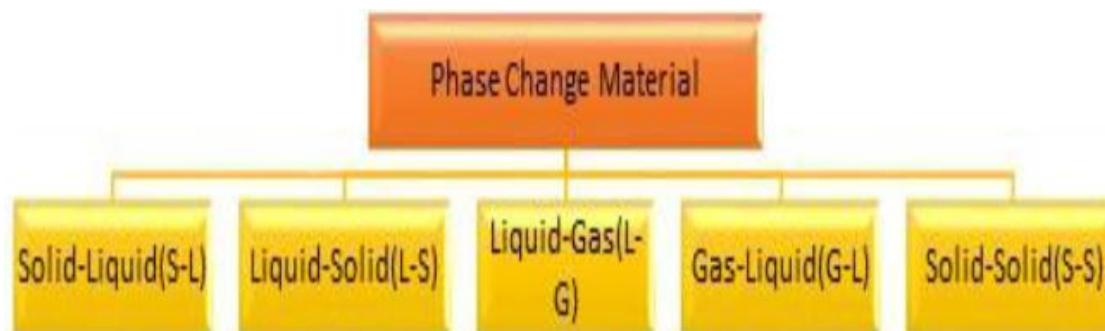 Phase Change Material
Solid-Liquid(S-L)
Liquid-Solid(L-S)
Liquid-Gas(L-
G)
Gas-Liquid(G-L)
Solid-Solid(S-S)